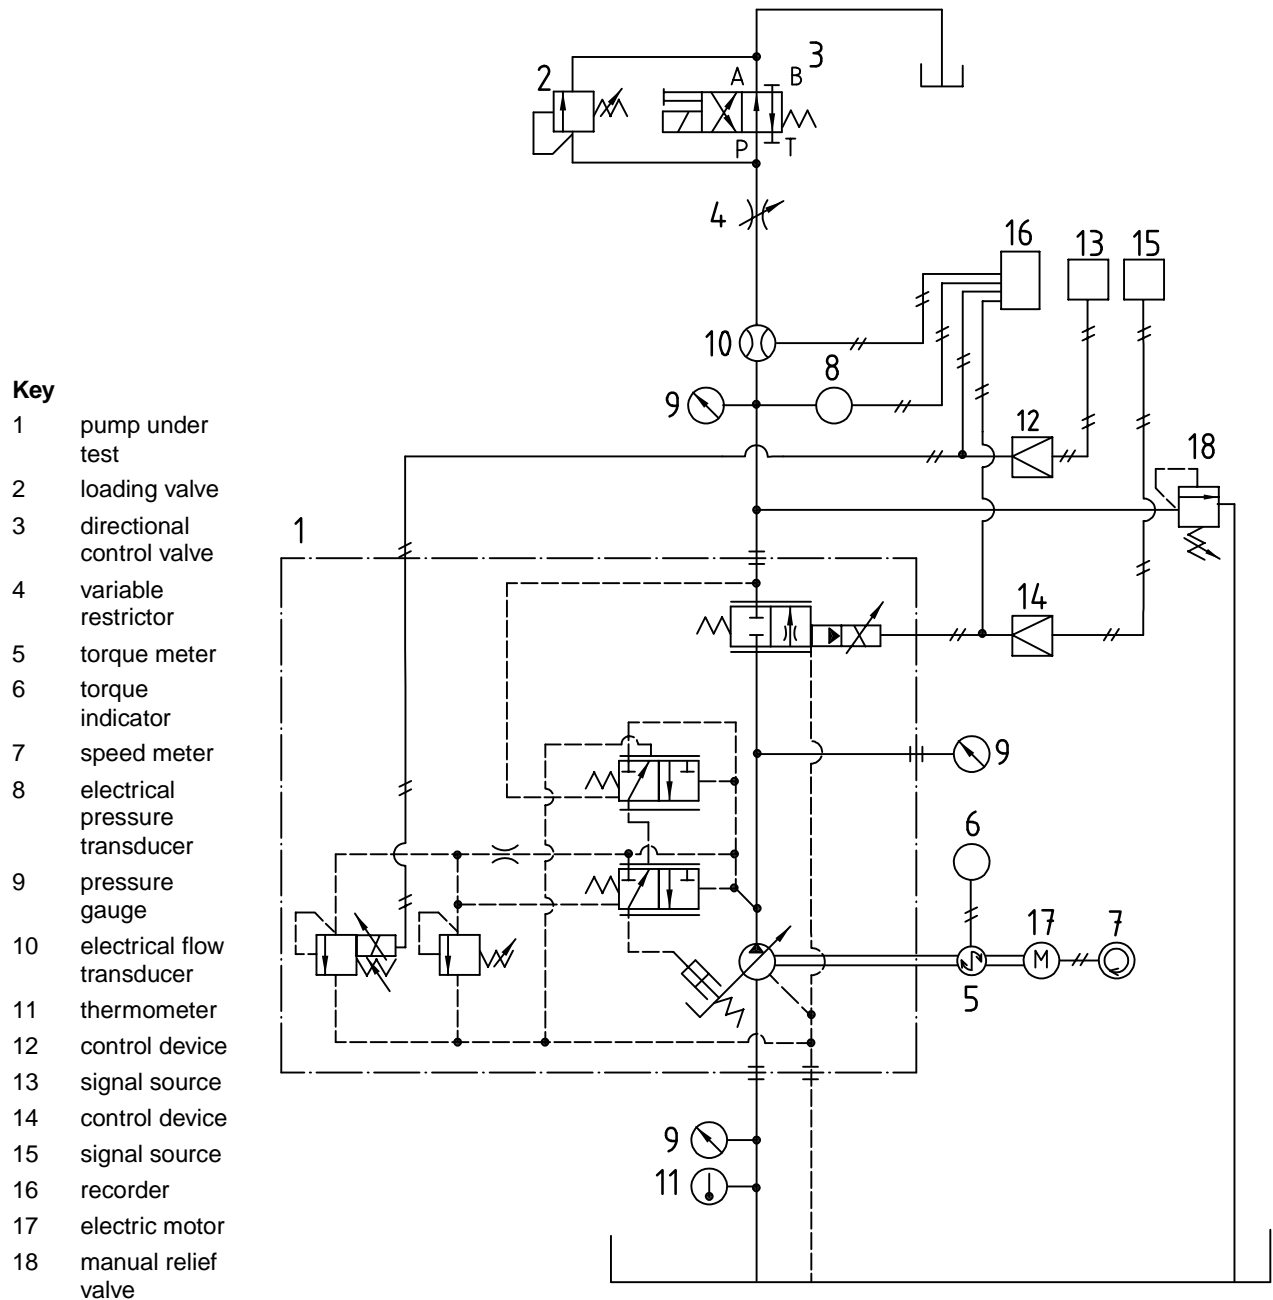 3
2
A
B
P
T
4
16
13
15
10
8
9
12
18
1
14
9
6
17
7
M
5
9
11
Key
1 pump under
test
2 loading valve
3 directional
control valve
4 variable
restrictor
5 torque meter
6 torque
indicator
7 speed meter
8 electrical
pressure
transducer
9 pressure
gauge
10 electrical flow
transducer
11 thermometer
12 control device
13 signal source
14 control device
15 signal source
16 recorder
17 electric motor
18 manual relief
valve